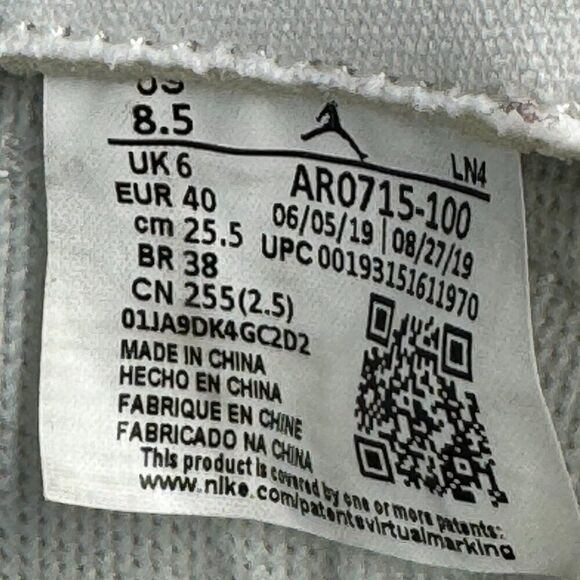 US
8.5
UK 6
EUR 40
cm 25.5
BR 38
CN 255(2.5)
01JA9DK4GC2D2
MADE IN CHINA
HECHO EN CHINA
FABRIQUE EN CHINE
FABRICADO NA CHINA
LN4
AR0715-100
06/05/19 | 08/27/19
UPC 00193151611970
This product is covered by one or more patents:
www.nike.com/patentsvirtualmarking